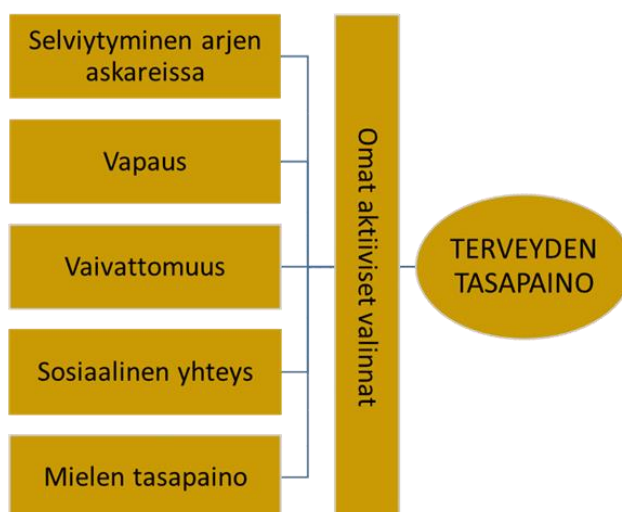 Selviytyminen arjen
askareissa
Vapaus
Vaivattomuus
Sosiaalinen yhteys
Mielen tasapaino
Omat aktiiviset valinnat
TERVEYDEN
TASAPAINO